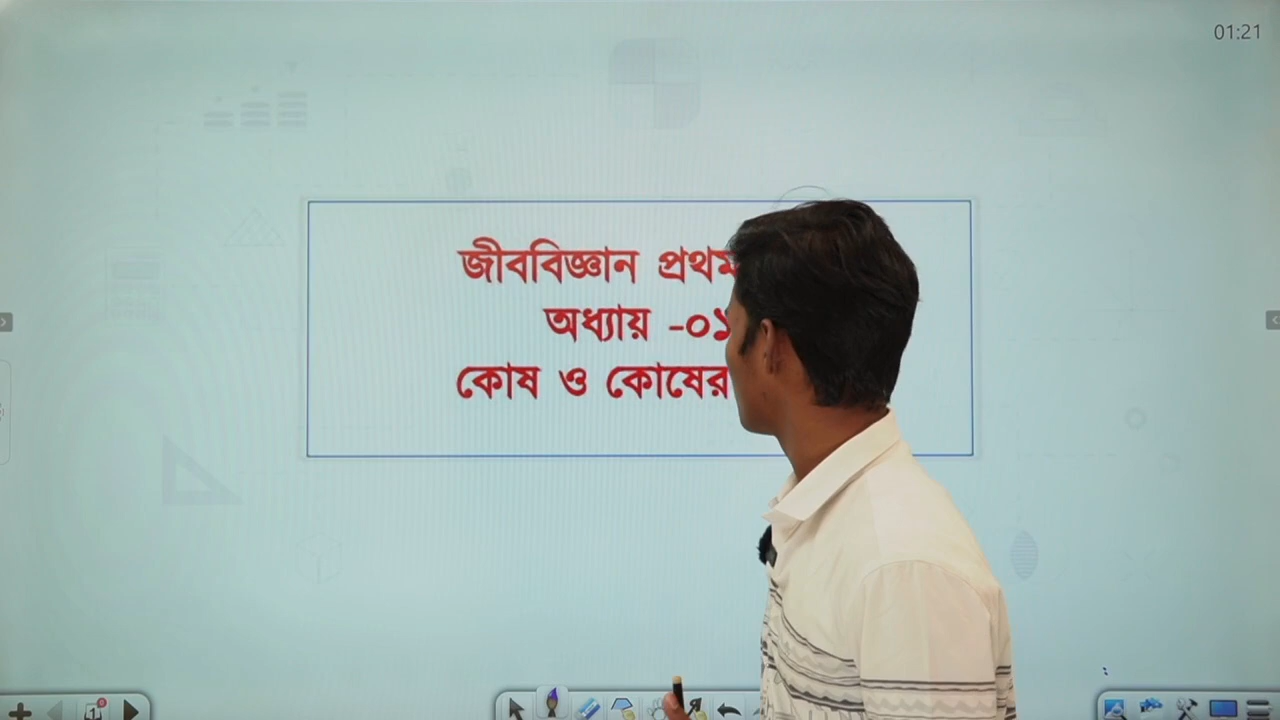 01:21
জীববিজ্ঞান প্রথম
অধ্যায় -০১
কোষ ও কোষের